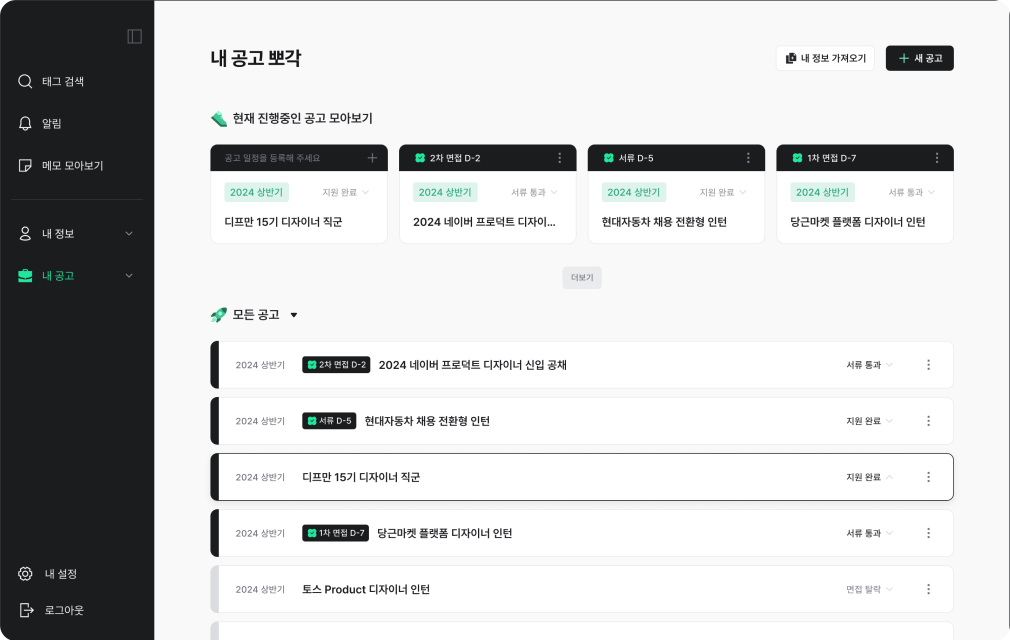 태그 검색
알림
메모 모아보기
내 정보
내 공고
내 설정
로그아웃
내 공고 뽀각
내 정보 가져오기
새 공고
현재 진행중인 공고 모아보기
공고 일정을 등록해 주세요
2024 상반기
지원 완료
디프만 15기 디자이너 직군
2차 면접 D-2
2024 상반기
서류 통과
2024 네이버 프로덕트 디자이...
서류 D-5
2024 상반기
지원 완료
현대자동차 채용 전환형 인턴
1차 면접 D-7
2024 상반기
서류 통과
당근마켓 플랫폼 디자이너 인턴
더보기
모든 공고
2024 상반기 2차 면접 D-2 2024 네이버 프로덕트 디자이너 신입 공채 서류 통과
2024 상반기 서류 D-5 현대자동차 채용 전환형 인턴 지원 완료
2024 상반기 디프만 15기 디자이너 직군 지원 완료
2024 상반기 1차 면접 D-7 당근마켓 플랫폼 디자이너 인턴 서류 통과
2024 상반기 토스 Product 디자이너 인턴 면접 탈락